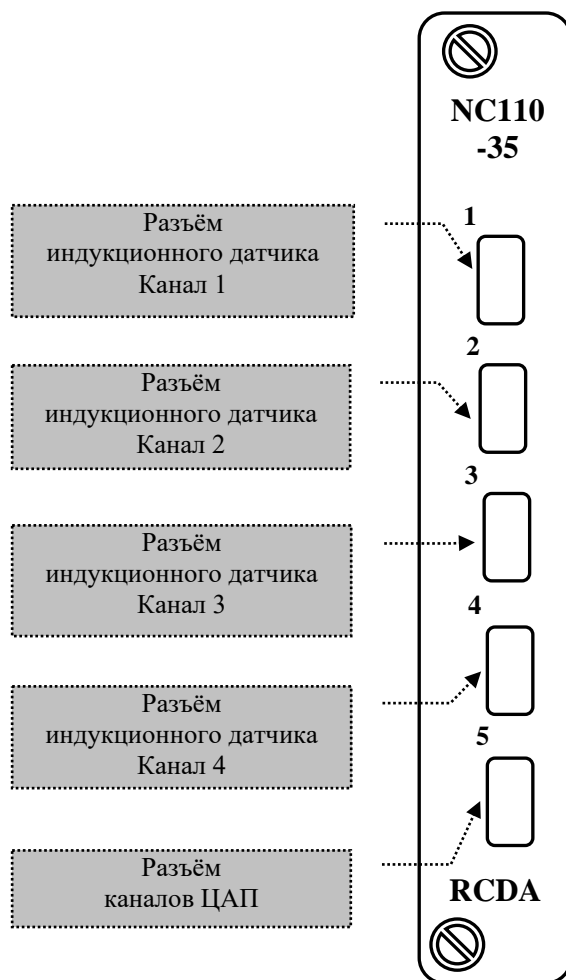 NC110
-35
Разъём
индукционного датчика
Канал 1
1
Разъём
индукционного датчика
Канал 2
2
Разъём
индукционного датчика
Канал 3
3
Разъём
индукционного датчика
Канал 4
4
Разъём
каналов ЦАП
5
RCDA